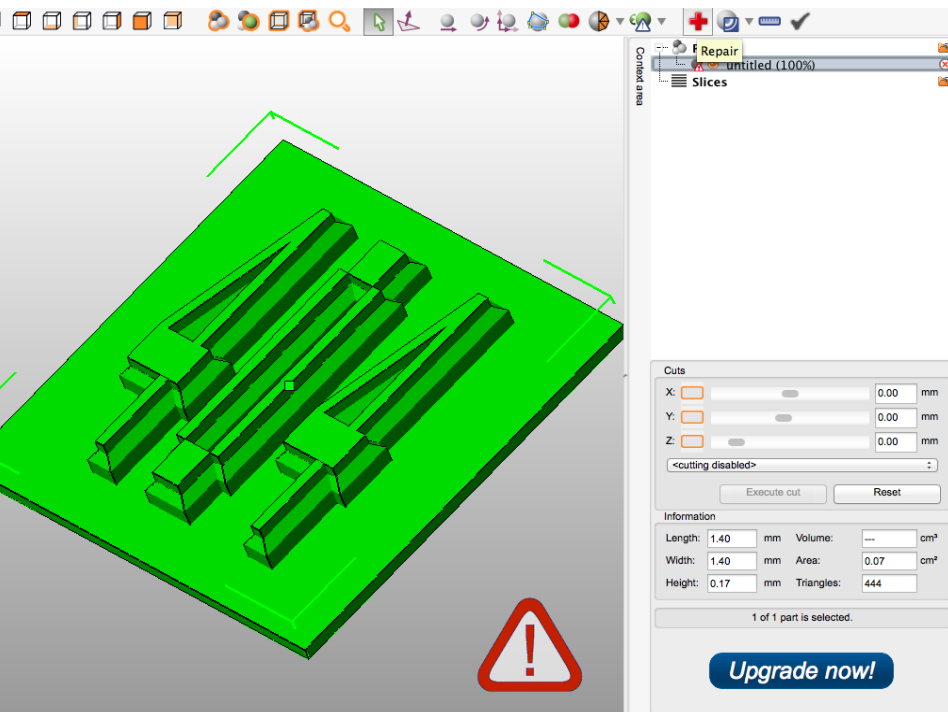 Repair
Context area
untitled (100%)
Slices
Cuts
X: 0.00 mm
Y: 0.00 mm
Z: 0.00 mm
<cutting disabled>
Execute cut Reset
Information
Length: 1.40 mm Volume: --- cm³
Width: 1.40 mm Area: 0.07 cm²
Height: 0.17 mm Triangles: 444
1 of 1 part is selected.
Upgrade now!